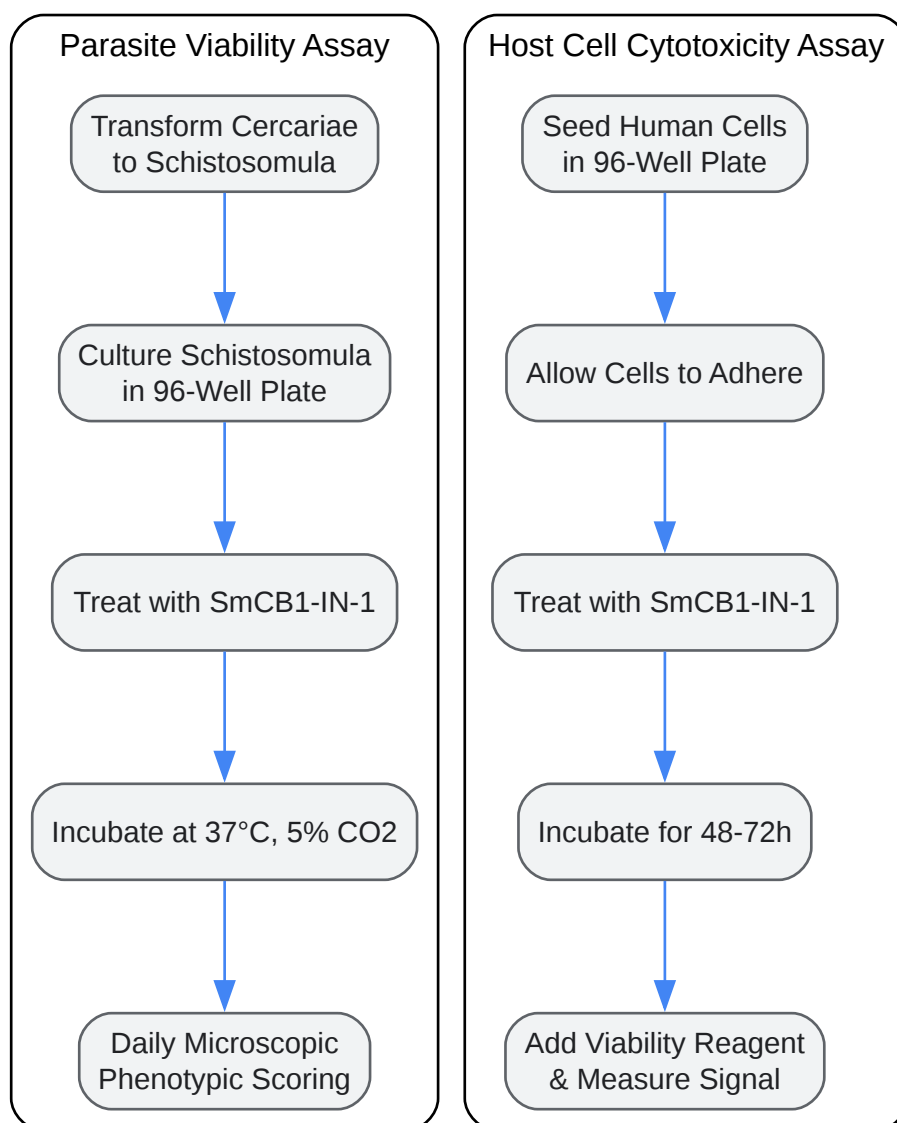 Parasite Viability Assay
Transform Cercariae
to Schistosomula
Culture Schistosomula
in 96-Well Plate
Treat with SmCB1-IN-1
Incubate at 37°C, 5% CO2
Daily Microscopic
Phenotypic Scoring
Host Cell Cytotoxicity Assay
Seed Human Cells
in 96-Well Plate
Allow Cells to Adhere
Treat with SmCB1-IN-1
Incubate for 48-72h
Add Viability Reagent
& Measure Signal